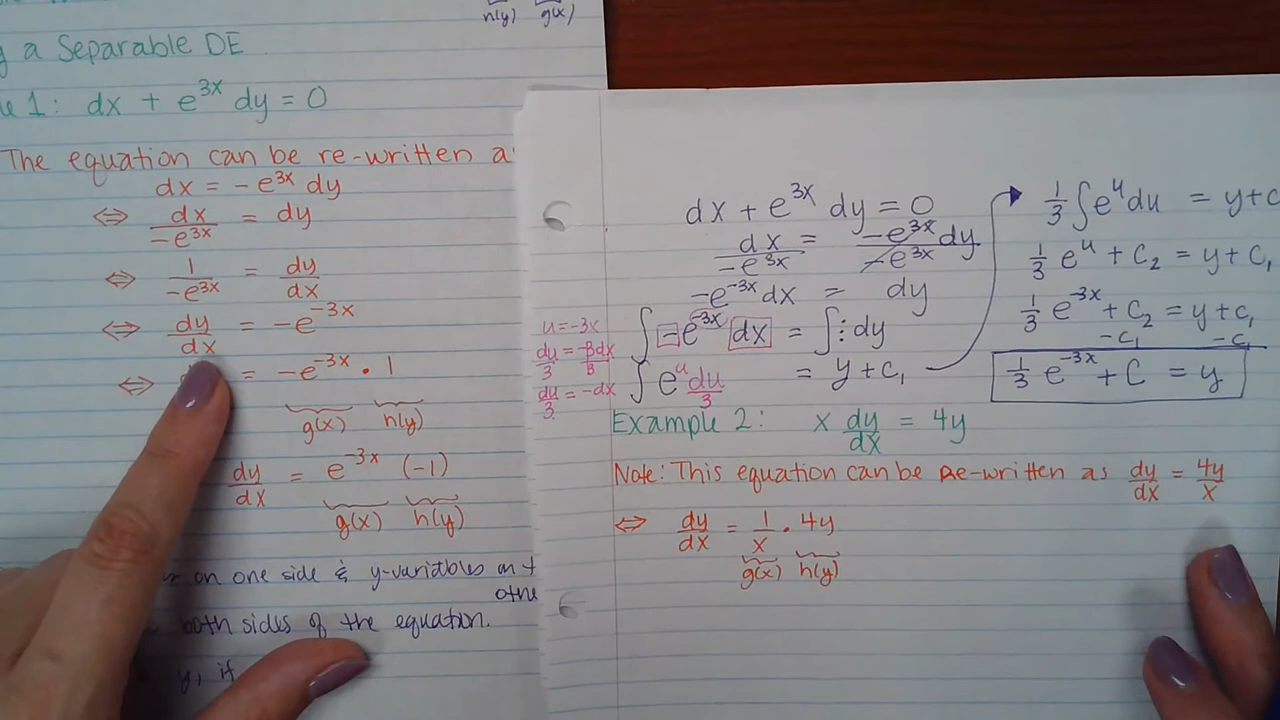 h(y) g(x)
a Separable DE
1: dx + e^{3x} dy = 0
The equation can be re-written a
dx = -e^{3x} dy
⇔ dx/-e^{3x} = dy
⇔ 1/-e^{3x} = dy/dx
⇔ dy/dx = -e^{-3x}
⇔ = -e^{-3x} · 1
g(x) h(y)
dy/dx = e^{-3x} (-1)
g(x) h(y)
on one side & y-variables on t
othe
both sides of the equation.
y, if
6
dx + e^{3x} dy = 0
dx/-e^{3x} = -e^{3x}dy/-e^{3x}
-e^{-3x} dx = dy
∫ -e^{-3x} dx = ∫ 1 dy
u = -3x
du/3 = -3dx/3
du/3 = -dx
∫ e^u du/3 = y + c₁
1/3 ∫ e^u du = y + c
1/3 e^u + C₂ = y + C₁
1/3 e^{-3x} + C₂ = y + C₁
-C₁ -C₁
1/3 e^{-3x} + C = y
Example 2: x dy/dx = 4y
Note: This equation can be re-written as dy/dx = 4y/x
⇔ dy/dx = 1/x · 4y
g(x) h(y)
6